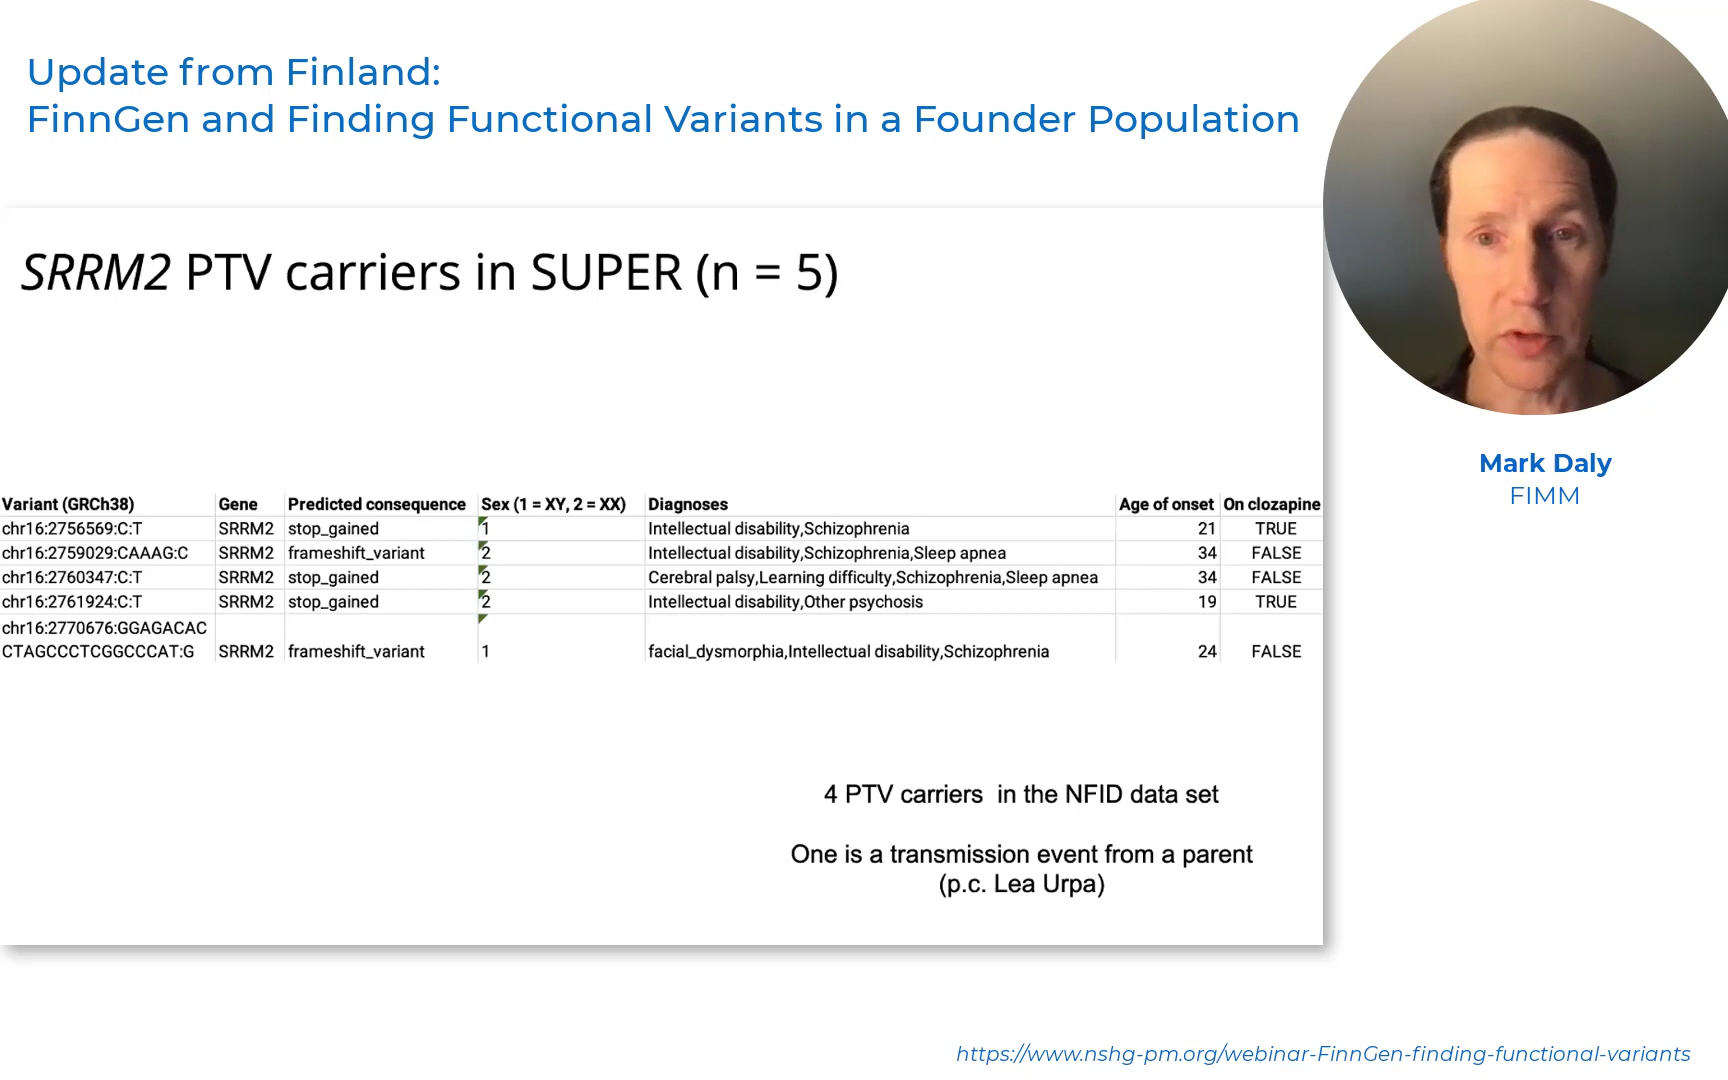 Update from Finland:
FinnGen and Finding Functional Variants in a Founder Population
SRRM2 PTV carriers in SUPER (n = 5)
Variant (GRCh38) Gene Predicted consequence Sex (1 = XY, 2 = XX) Diagnoses Age of onset On clozapine
chr16:2756569:C:T SRRM2 stop_gained 1 Intellectual disability,Schizophrenia 21 TRUE
chr16:2759029:CAAAG:C SRRM2 frameshift_variant 2 Intellectual disability,Schizophrenia,Sleep apnea 34 FALSE
chr16:2760347:C:T SRRM2 stop_gained 2 Cerebral palsy,Learning difficulty,Schizophrenia,Sleep apnea 34 FALSE
chr16:2761924:C:T SRRM2 stop_gained 2 Intellectual disability,Other psychosis 19 TRUE
chr16:2770676:GGAGACAC
CTAGCCCTCGGCCCAT:G SRRM2 frameshift_variant 1 facial_dysmorphia,Intellectual disability,Schizophrenia 24 FALSE
4 PTV carriers in the NFID data set
One is a transmission event from a parent
(p.c. Lea Urpa)
Mark Daly
FIMM
https://www.nshg-pm.org/webinar-FinnGen-finding-functional-variants